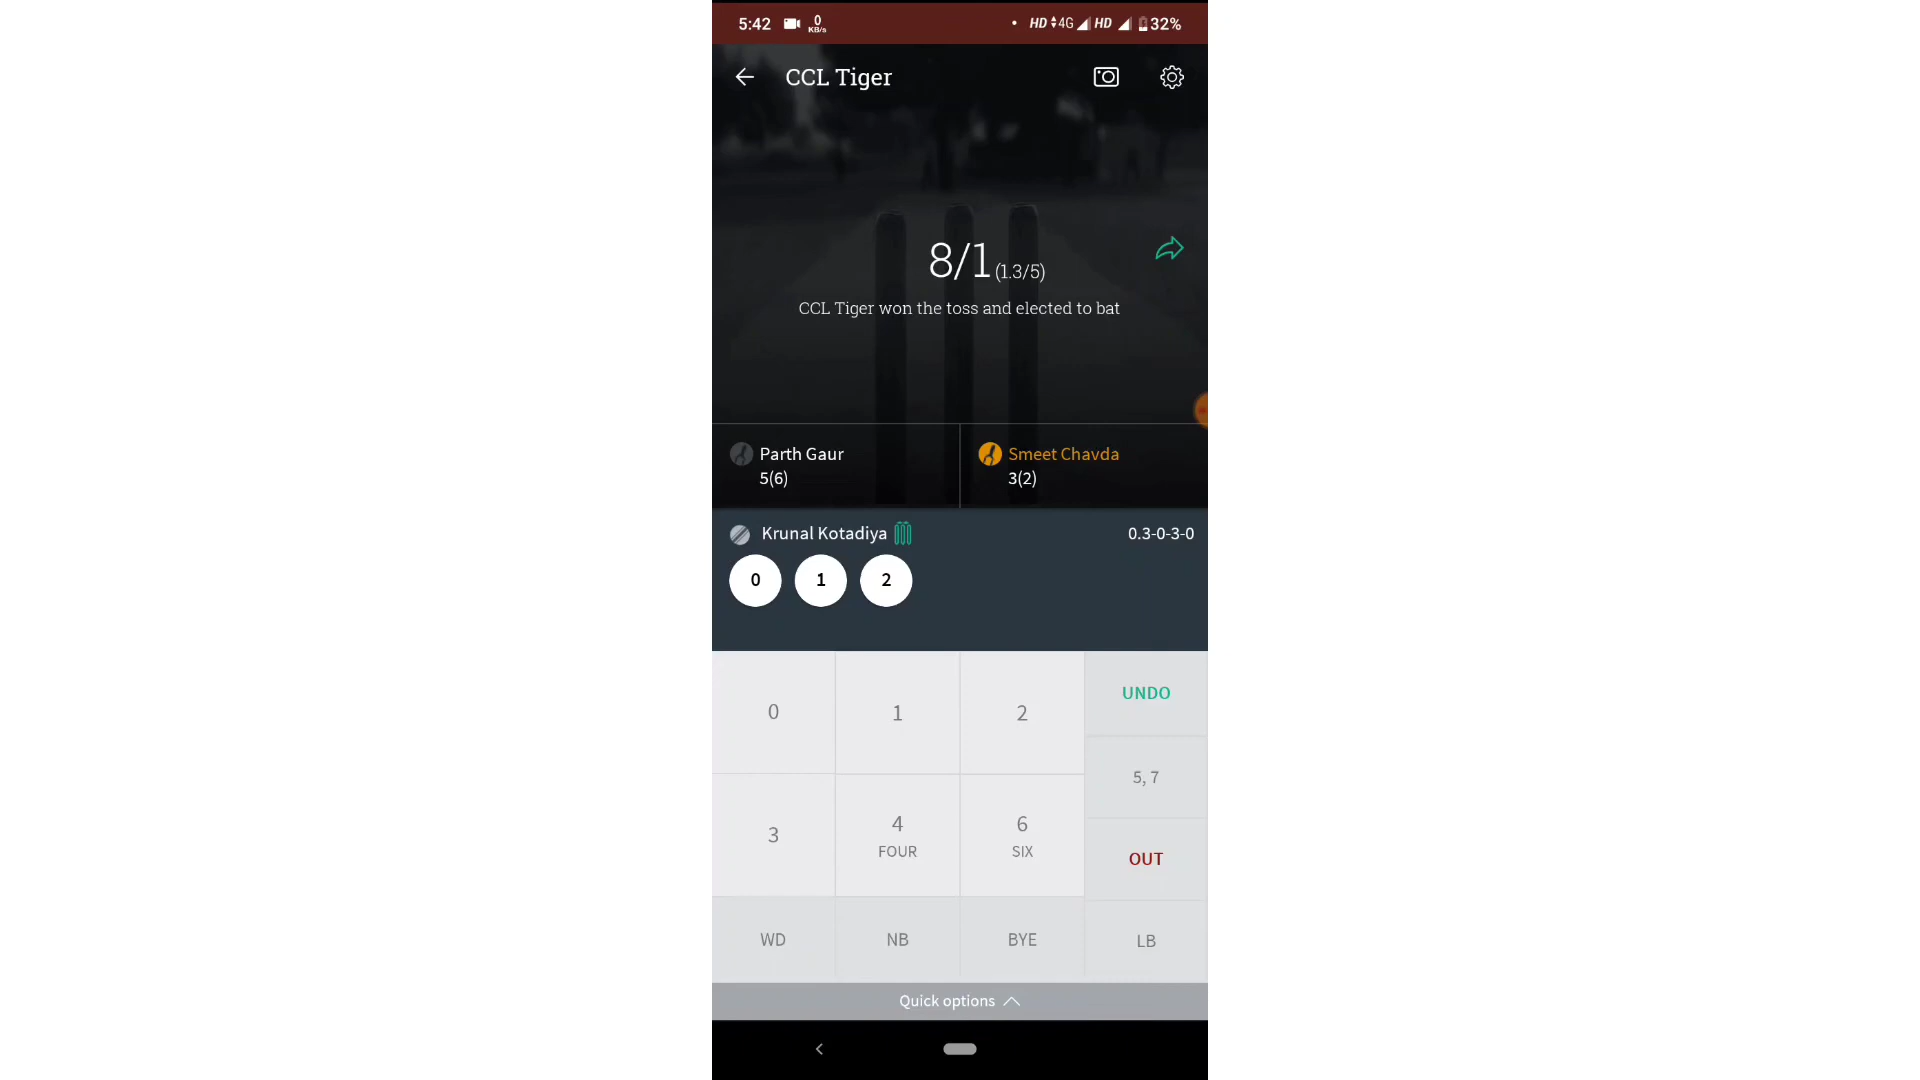 5:42 0 KB/s HD 4G HD 32%
CCL Tiger
8/1 (1.3/5)
CCL Tiger won the toss and elected to bat
Parth Gaur Smeet Chavda
5(6) 3(2)
Krunal Kotadiya 0.3-0-3-0
0 1 2
0 1 2 UNDO
5, 7
3 4 6
FOUR SIX OUT
WD NB BYE LB
Quick options